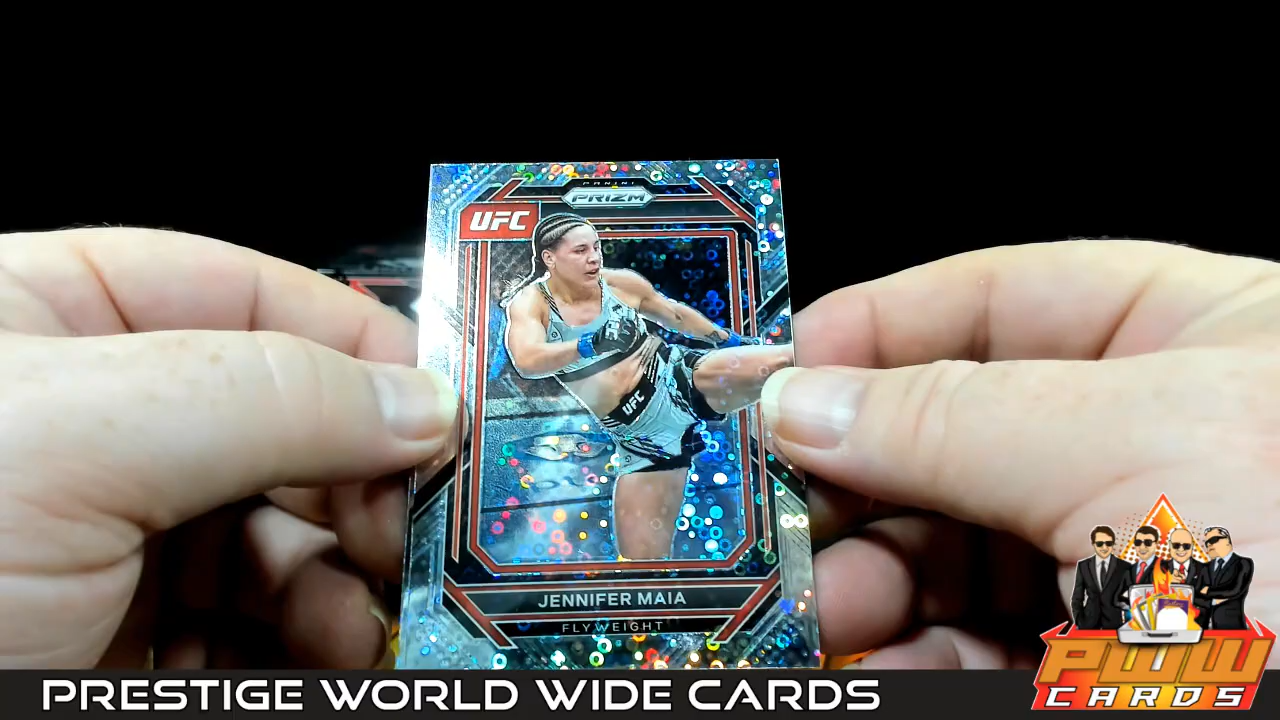 PANINI
PRIZM
UFC
UFC
JENNIFER MAIA
FLYWEIGHT
PRESTIGE WORLD WIDE CARDS
PWW
CARDS